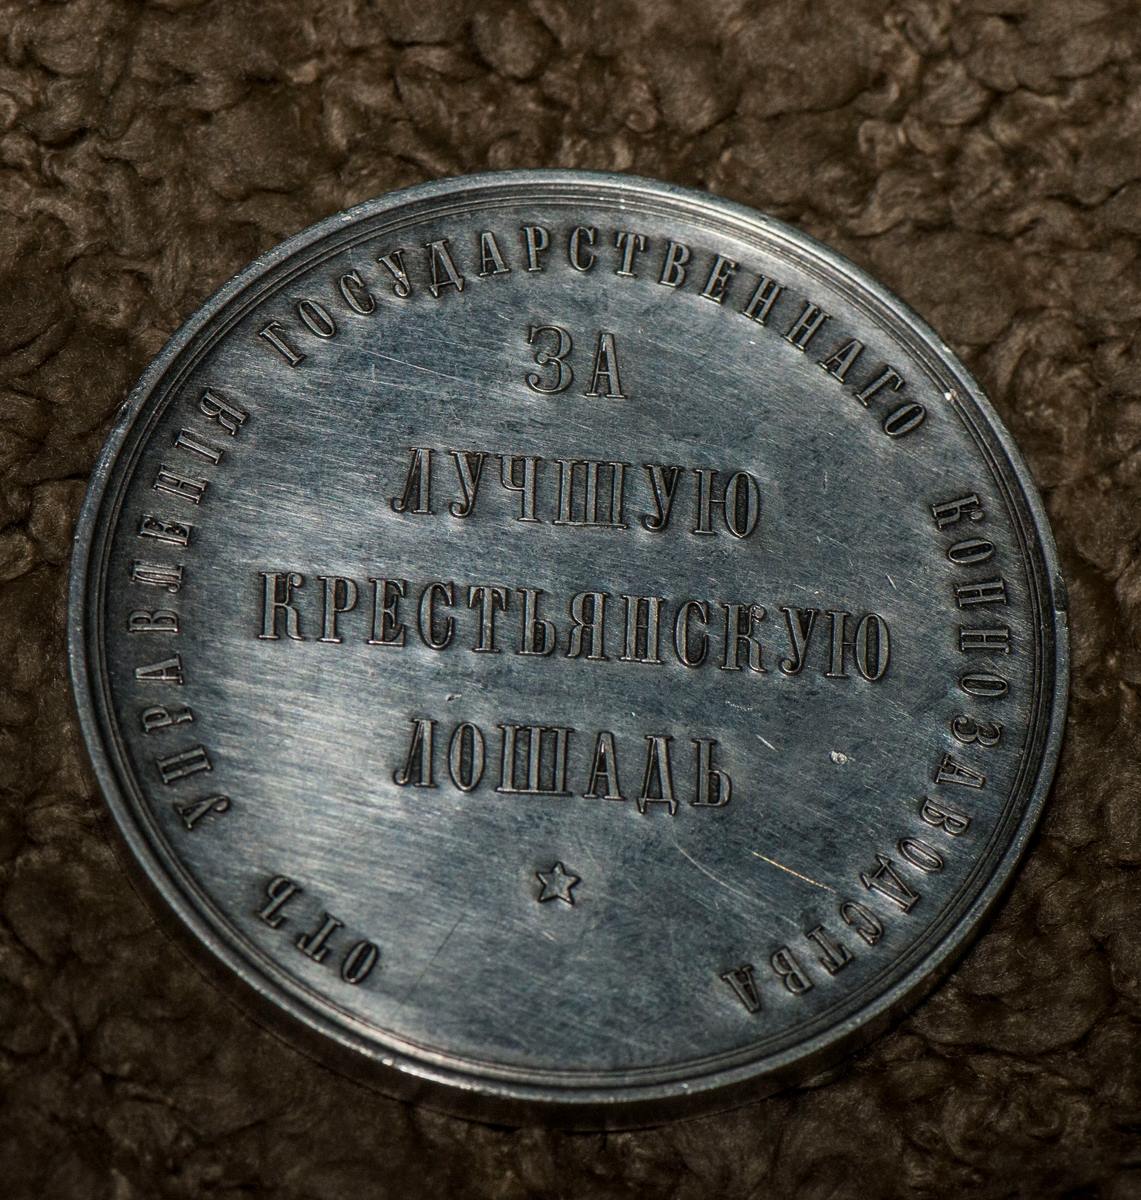 ОТЪ УПРАВЛЕНІЯ ГОСУДАРСТВЕННАГО КОННОЗАВОДСТВА
ЗА
ЛУЧШУЮ
КРЕСТЬЯНСКУЮ
ЛОШАДЬ